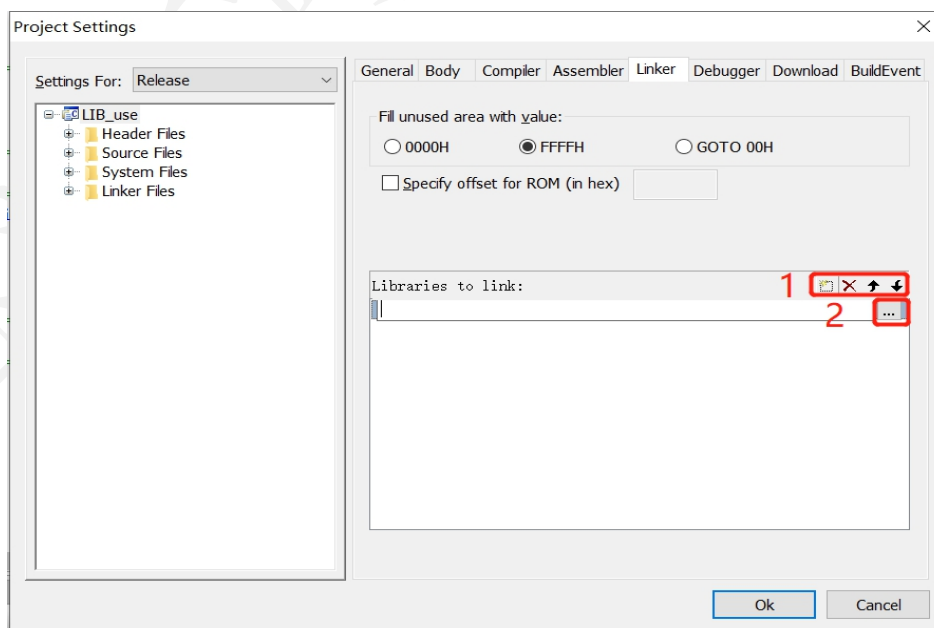 Project Settings
Settings For: Release
General Body Compiler Assembler Linker Debugger Download BuildEvent
LIB_use
Header Files
Source Files
System Files
Linker Files
Fill unused area with value:
0000H FFFFH GOTO 00H
Specify offset for ROM (in hex)
Libraries to link: 1
2 ...
Ok Cancel